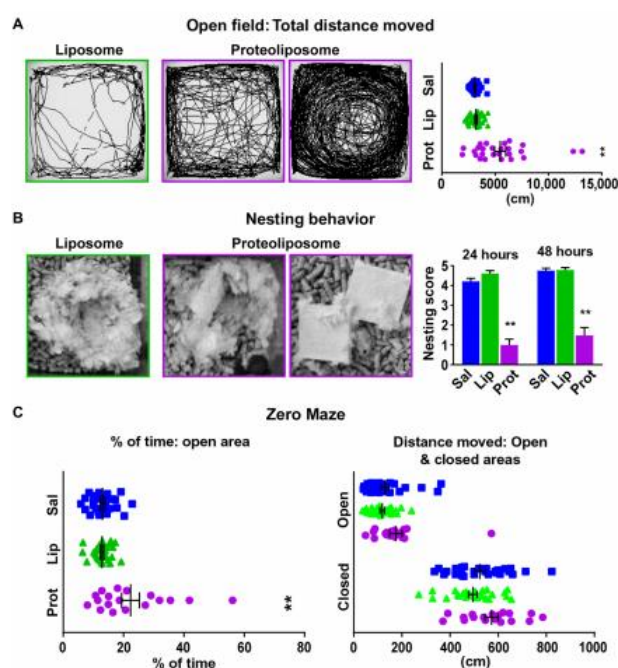 A Open field: Total distance moved
Liposome Proteoliposome
Sal
Lip
Prot
**
0 5000 10,000 15,000
(cm)
B Nesting behavior
Liposome Proteoliposome
24 hours 48 hours
Nesting score
5
4
3
2
1
0
** **
Sal Lip Prot Sal Lip Prot
C Zero Maze
% of time: open area
Sal
Lip
Prot
**
0 20 40 60 80
% of time
Distance moved: Open
& closed areas
Open
Closed
0 200 400 600 800 1000
(cm)